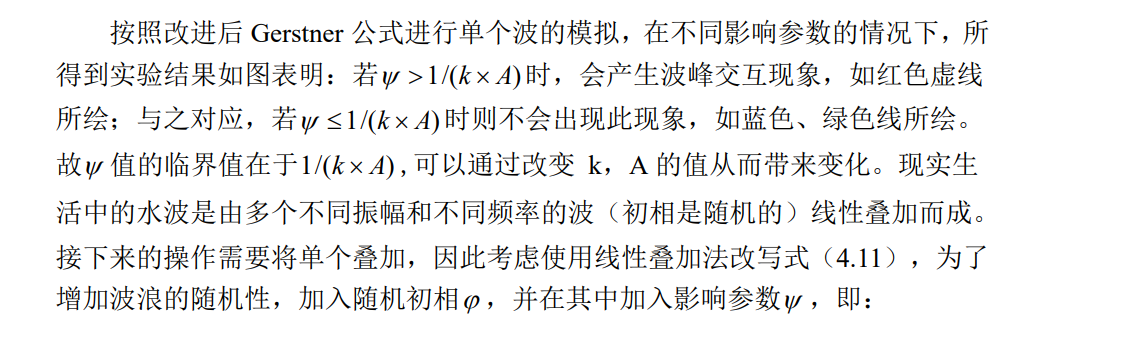 按照改进后 Gerstner 公式进行单个波的模拟，在不同影响参数的情况下，所
得到实验结果如图表明：若ψ >1/(k×A)时，会产生波峰交互现象，如红色虚线
所绘；与之对应，若ψ ≤1/(k×A)时则不会出现此现象，如蓝色、绿色线所绘。
故ψ 值的临界值在于1/(k×A)，可以通过改变 k，A 的值从而带来变化。现实生
活中的水波是由多个不同振幅和不同频率的波（初相是随机的）线性叠加而成。
接下来的操作需要将单个叠加，因此考虑使用线性叠加法改写式（4.11），为了
增加波浪的随机性，加入随机初相φ，并在其中加入影响参数ψ，即：